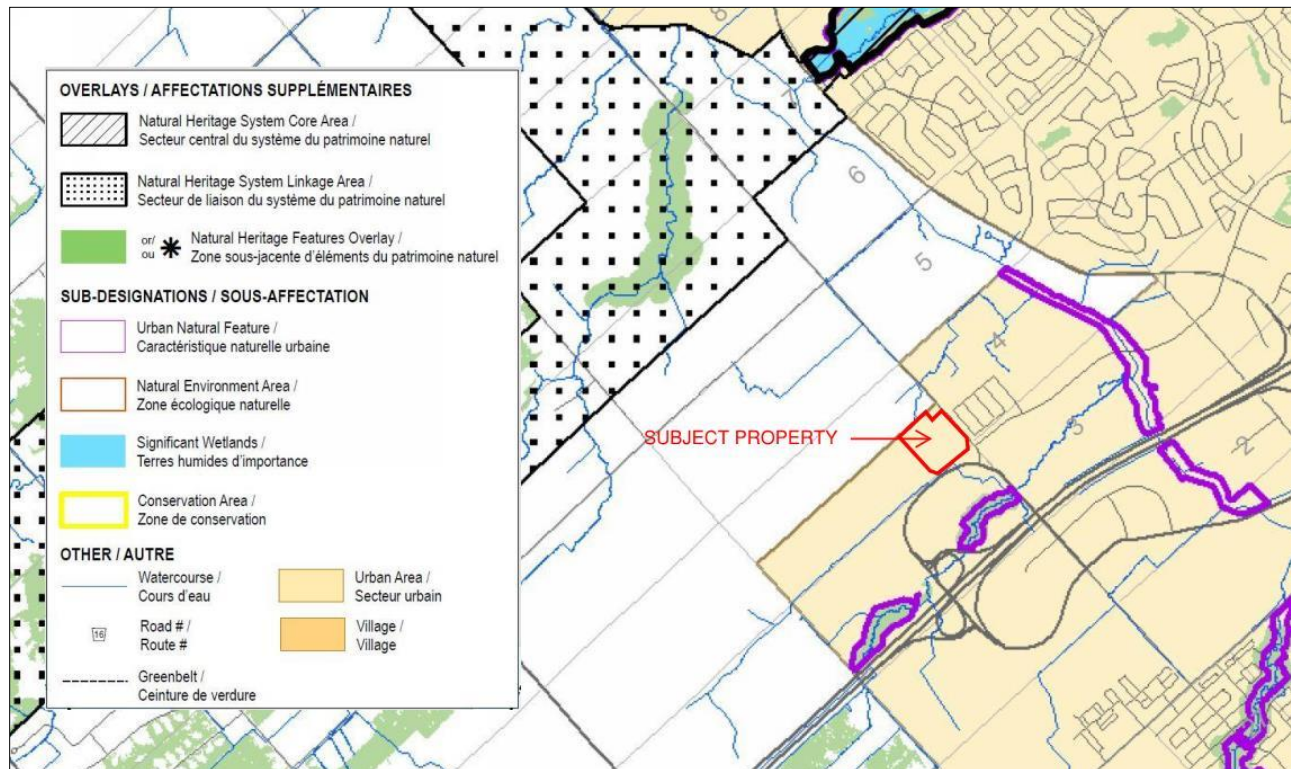 OVERLAYS / AFFECTATIONS SUPPLÉMENTAIRES
Natural Heritage System Core Area /
Secteur central du système du patrimoine naturel
Natural Heritage System Linkage Area /
Secteur de liaison du système du patrimoine naturel
or/
ou
Natural Heritage Features Overlay /
Zone sous-jacente d'éléments du patrimoine naturel
SUB-DESIGNATIONS / SOUS-AFFECTATION
Urban Natural Feature /
Caractéristique naturelle urbaine
Natural Environment Area /
Zone écologique naturelle
Significant Wetlands /
Terres humides d'importance
Conservation Area /
Zone de conservation
OTHER / AUTRE
Watercourse /
Cours d'eau
Urban Area /
Secteur urbain
16
Road # /
Route #
Village /
Village
Greenbelt /
Ceinture de verdure
8
7
6
5
4
3
2
SUBJECT PROPERTY